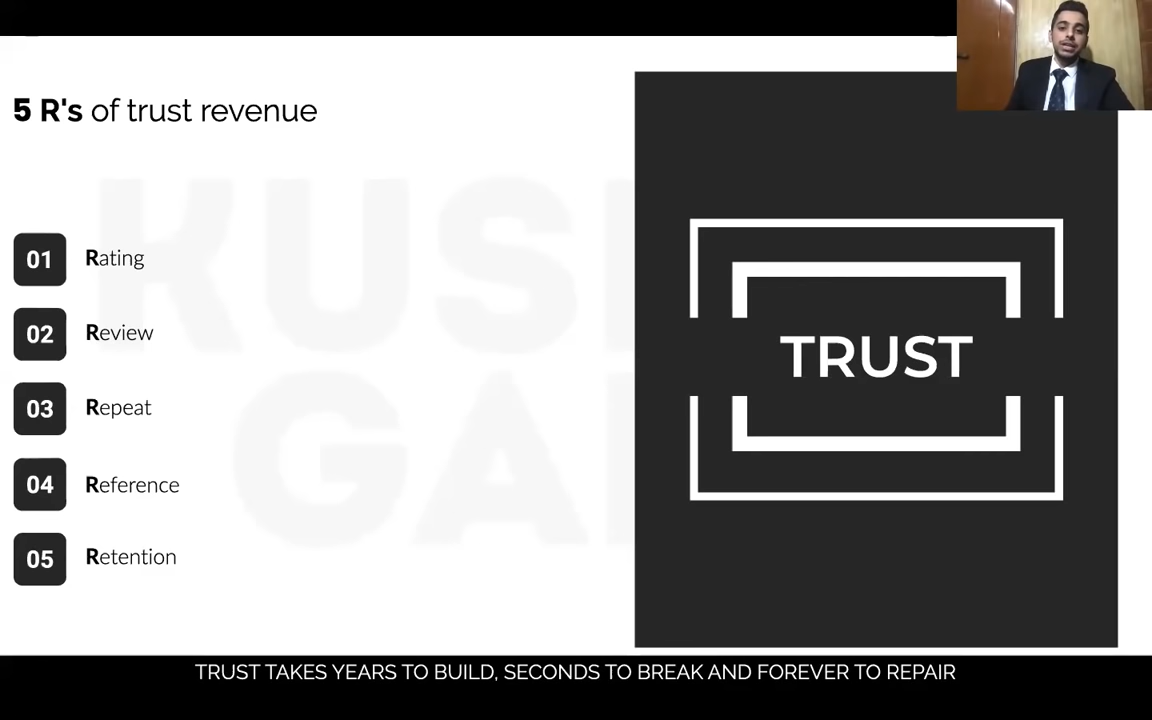 5 R's of trust revenue
01 Rating
02 Review
03 Repeat
04 Reference
05 Retention
TRUST
TRUST TAKES YEARS TO BUILD, SECONDS TO BREAK AND FOREVER TO REPAIR